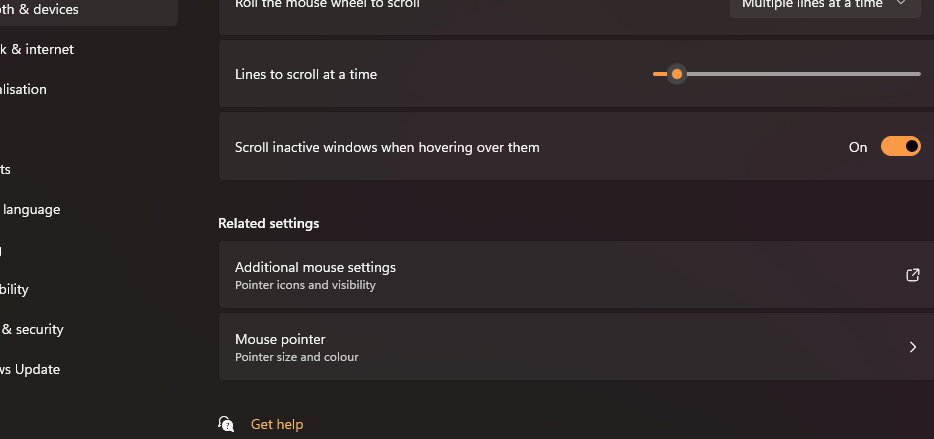 th & devices
Roll the mouse wheel to scroll
Multiple lines at a time
k & internet
Lines to scroll at a time
alisation
Scroll inactive windows when hovering over them
On
ts
language
Related settings
g
Additional mouse settings
Pointer icons and visibility
bility
& security
Mouse pointer
Pointer size and colour
ws Update
Get help